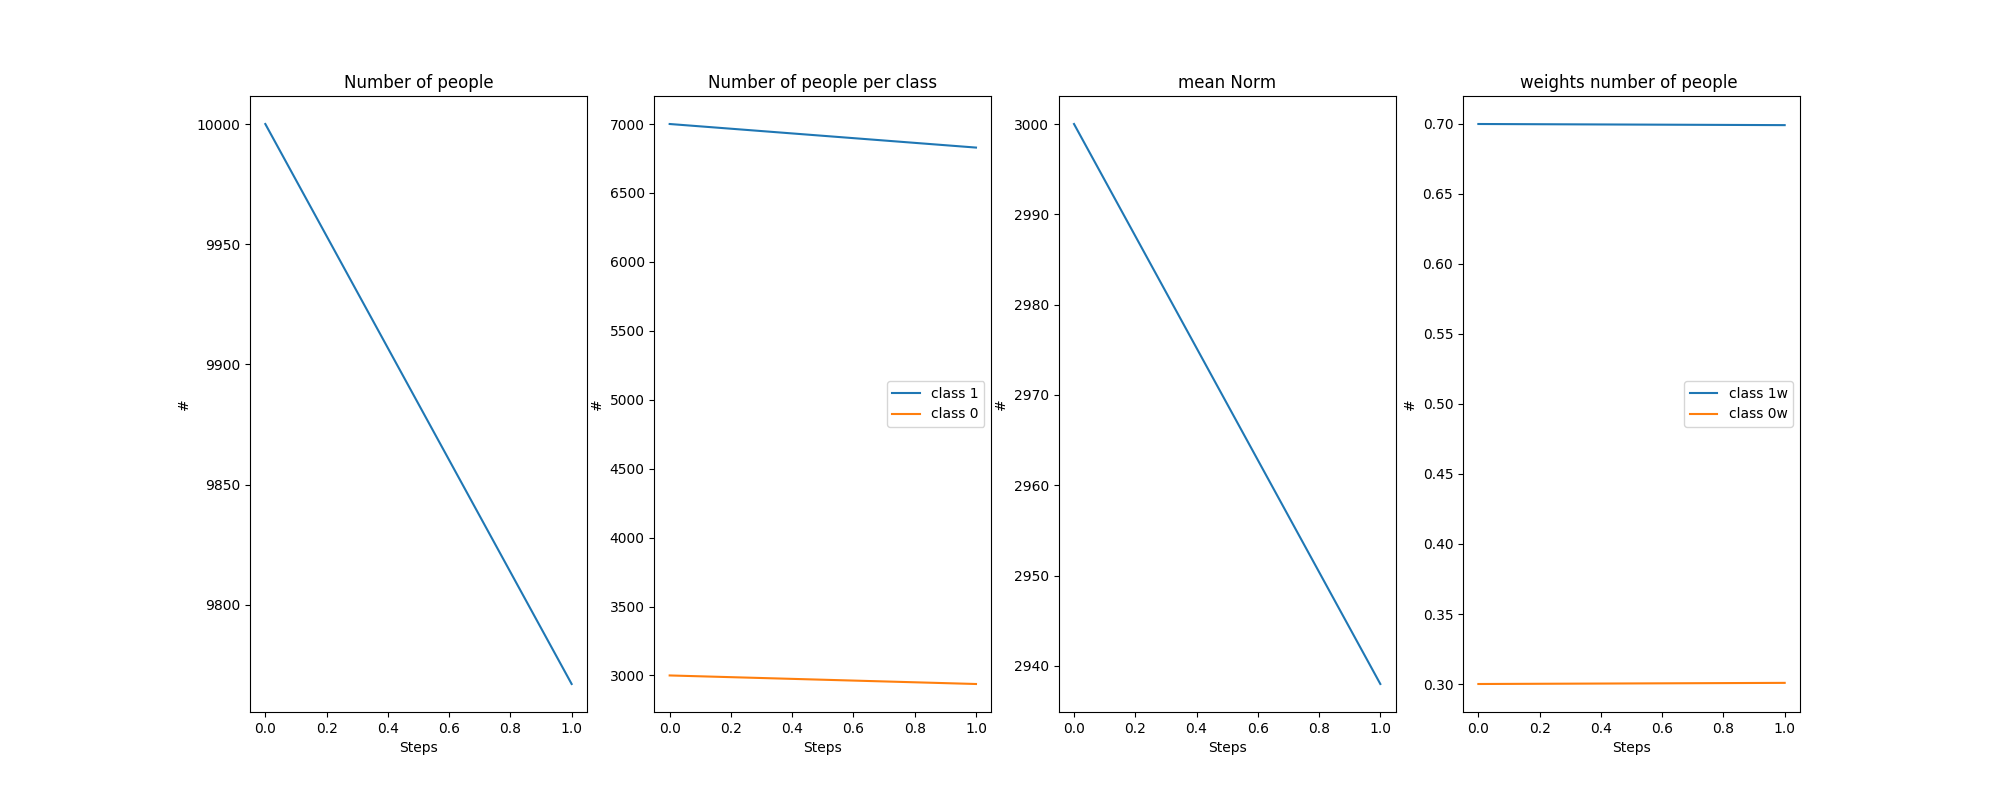 Number of people
10000
9950
9900
9850
9800
#
0.0 0.2 0.4 0.6 0.8 1.0
Steps
Number of people per class
7000
6500
6000
5500
5000
4500
4000
3500
3000
#
class 1
class 0
0.0 0.2 0.4 0.6 0.8 1.0
Steps
mean Norm
3000
2990
2980
2970
2960
2950
2940
#
0.0 0.2 0.4 0.6 0.8 1.0
Steps
weights number of people
0.70
0.65
0.60
0.55
0.50
0.45
0.40
0.35
0.30
#
class 1w
class 0w
0.0 0.2 0.4 0.6 0.8 1.0
Steps